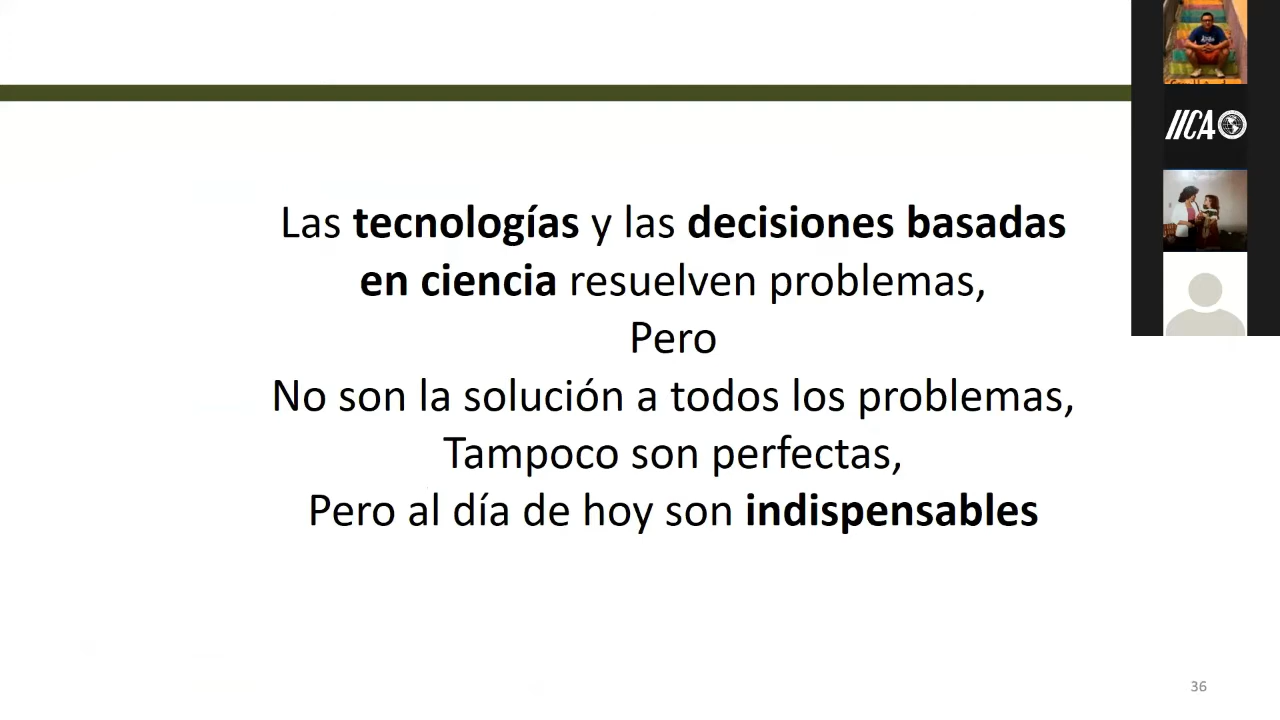 Las tecnologías y las decisiones basadas
en ciencia resuelven problemas,
Pero
No son la solución a todos los problemas,
Tampoco son perfectas,
Pero al día de hoy son indispensables
IICA
36